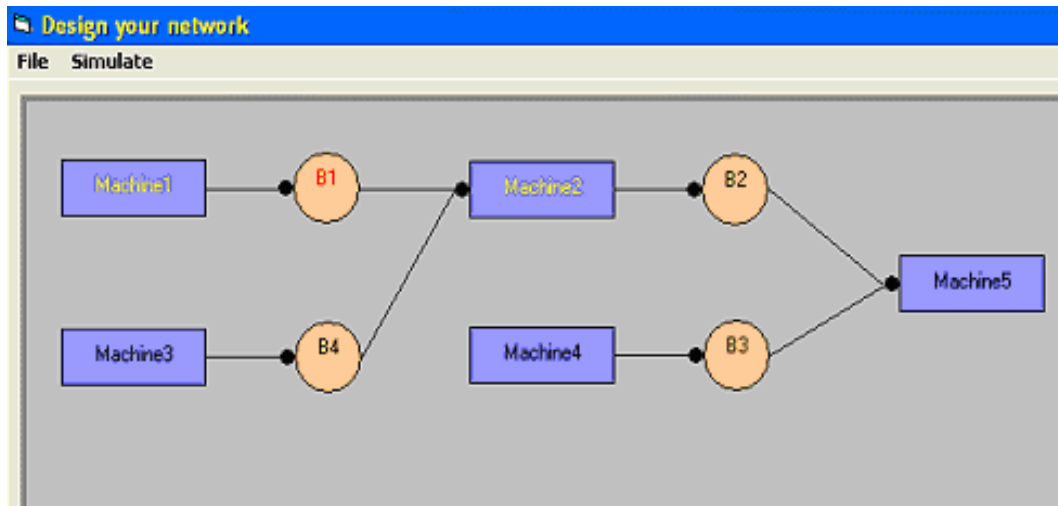 Design your network
File Simulate
Machine1 B1 Machine2 B2
Machine5
Machine3 B4 Machine4 B3